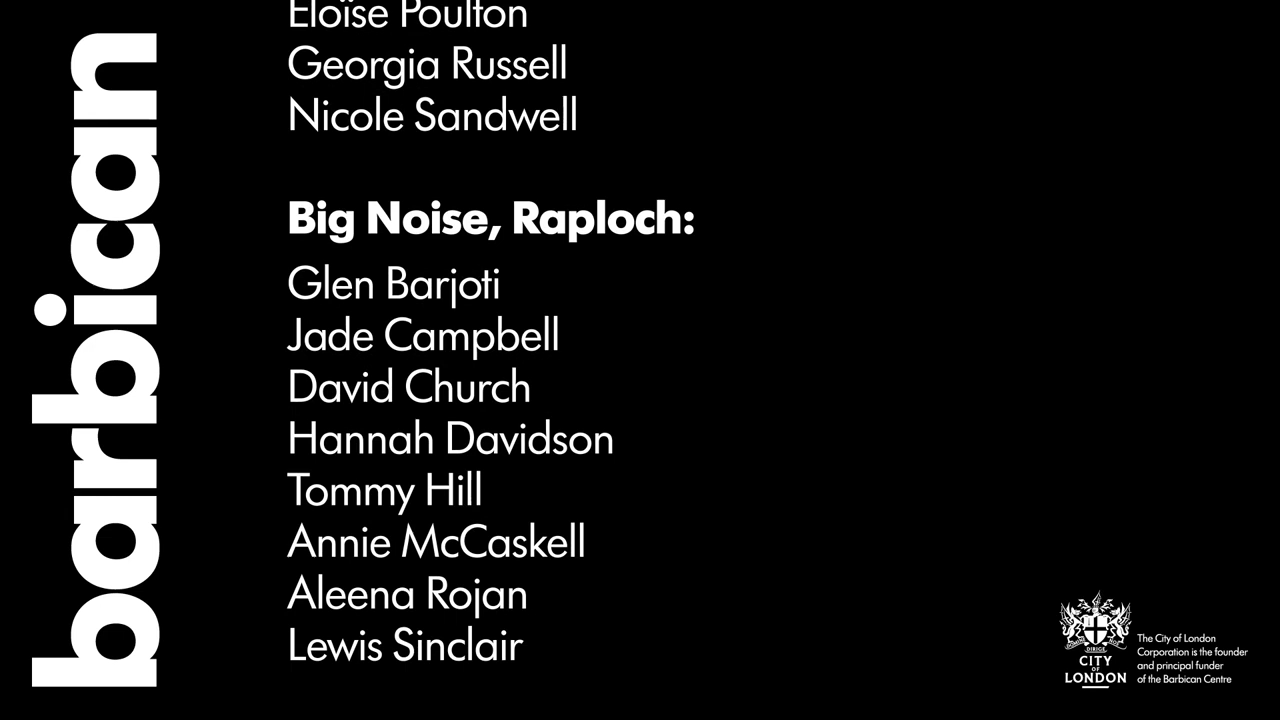 barbican
Eloïse Poulton
Georgia Russell
Nicole Sandwell
Big Noise, Raploch:
Glen Barjoti
Jade Campbell
David Church
Hannah Davidson
Tommy Hill
Annie McCaskell
Aleena Rojan
Lewis Sinclair
DIRIGE
CITY
OF
LONDON
The City of London
Corporation is the founder
and principal funder
of the Barbican Centre